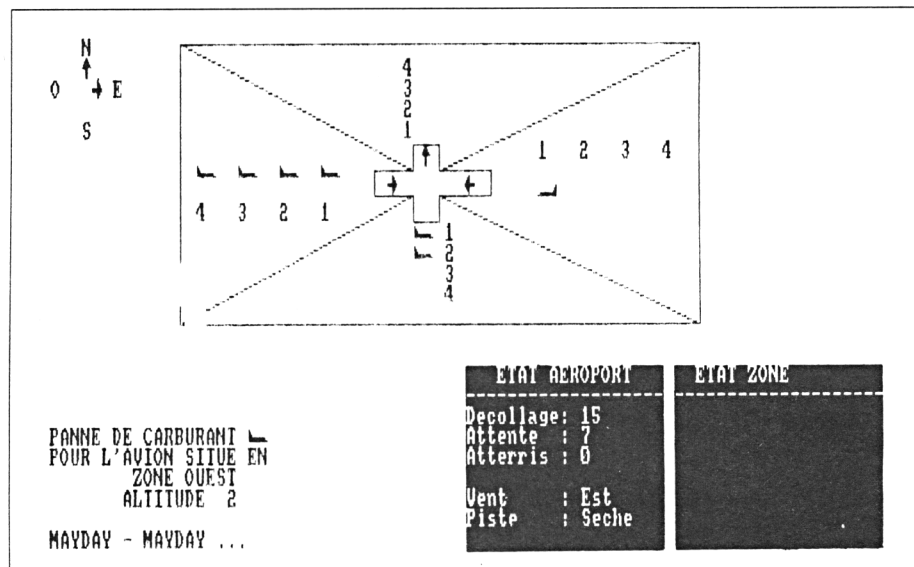 N
O E
S
4
3
2
1
1 2 3 4
4 3 2 1
1
2
3
4
ETAT AEROPORT
Decollage: 15
Attente : 7
Atterris : 0
Vent : Est
Piste : Seche
ETAT ZONE
PANNE DE CARBURANT
POUR L'AVION SITUE EN
ZONE OUEST
ALTITUDE 2
MAYDAY - MAYDAY ...